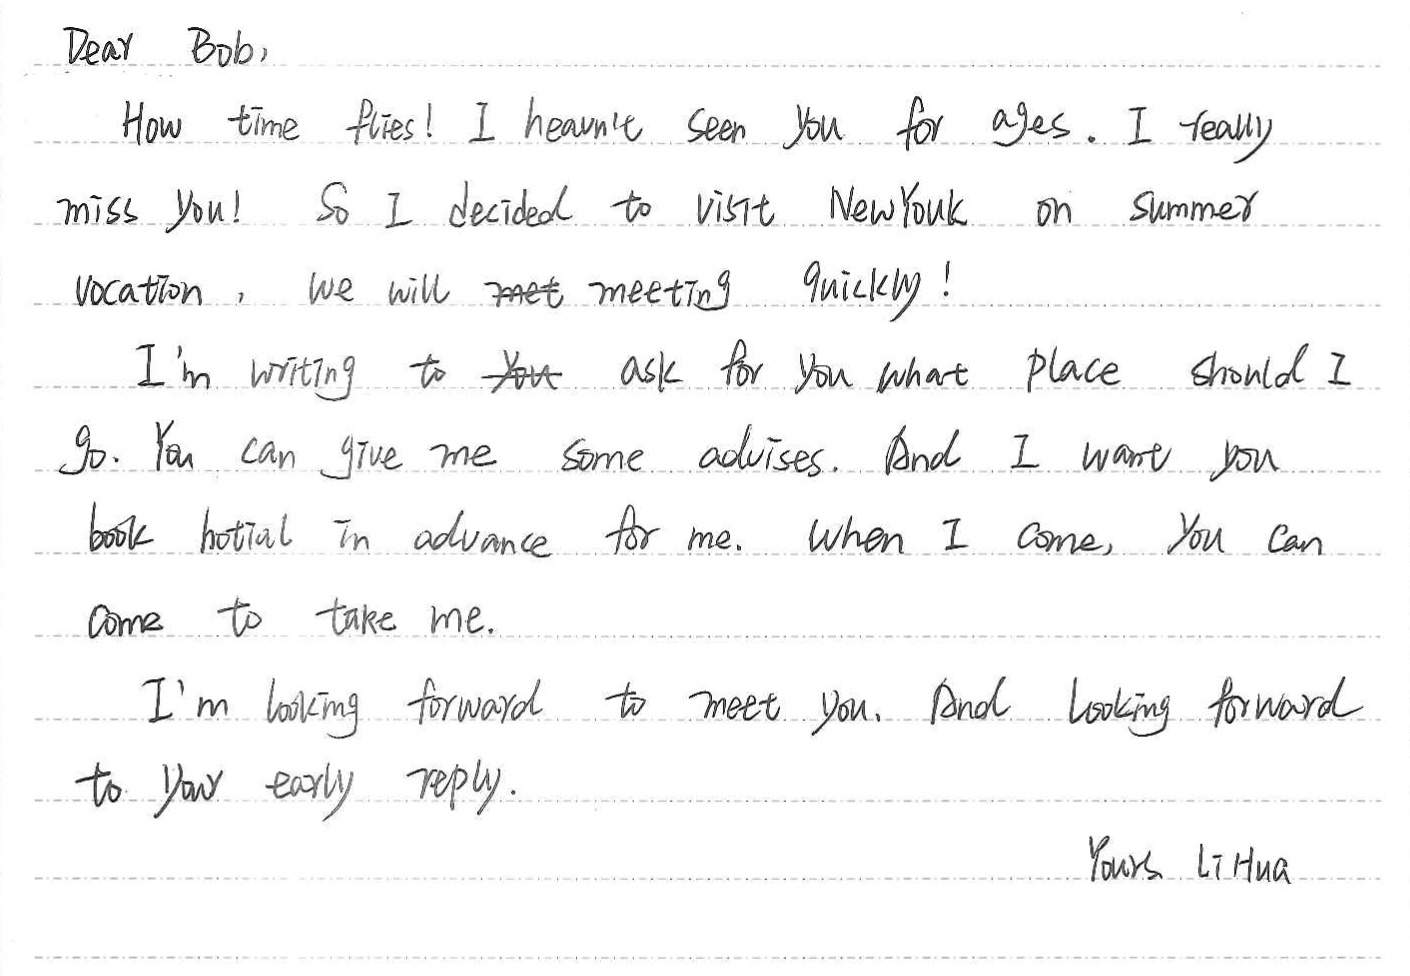 Dear Bob,
How time flies! I heavn't seen you for ages. I really
miss you! So I decided to visit NewYouk on summer
vocation, we will met meeting quickly!
I'm writing to you ask for you what place should I
go. You can give me some advises. And I want you
book hotial in advance for me. When I come, you can
come to take me.
I'm looking forward to meet you. And looking forward
to your early reply.
Yours Li Hua